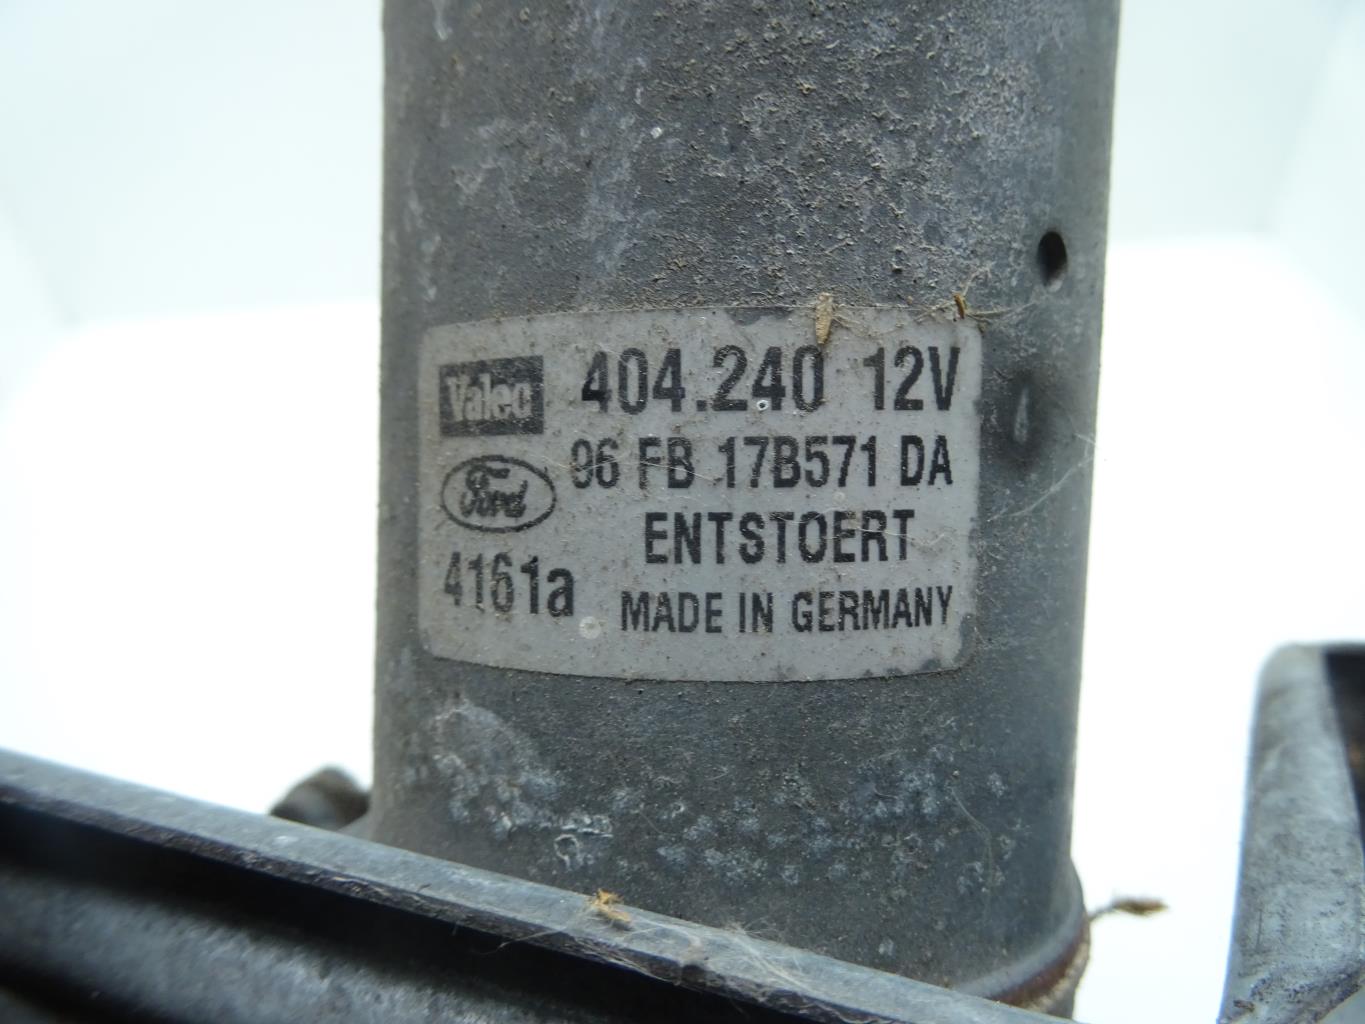 Valeo 404.240 12V
Ford 96 FB 17B571 DA
ENTSTOERT
4161a MADE IN GERMANY